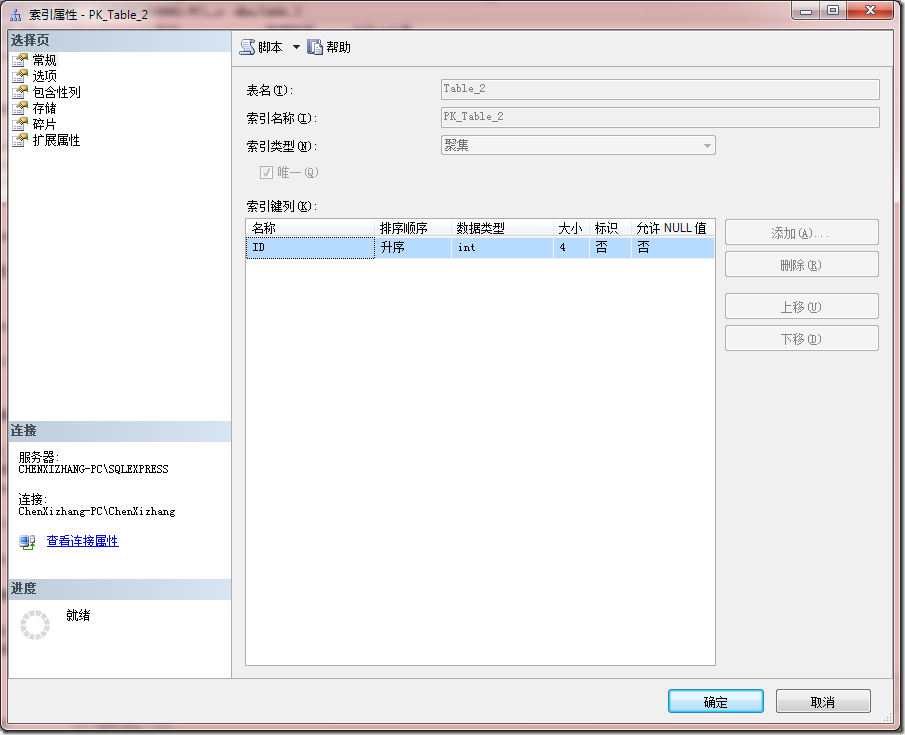 索引属性 - PK_Table_2
选择页
常规
选项
包含性列
存储
碎片
扩展属性
连接
服务器:
CHENXIZHANG-PC\SQLEXPRESS
连接:
ChenXizhang-PC\ChenXizhang
查看连接属性
进度
就绪
脚本 帮助
表名(T): Table_2
索引名称(I): PK_Table_2
索引类型(N): 聚集
唯一(Q)
索引键列(K):
名称 排序顺序 数据类型 大小 标识 允许 NULL 值
ID 升序 int 4 否 否
添加(A)...
删除(R)
上移(U)
下移(D)
确定 取消